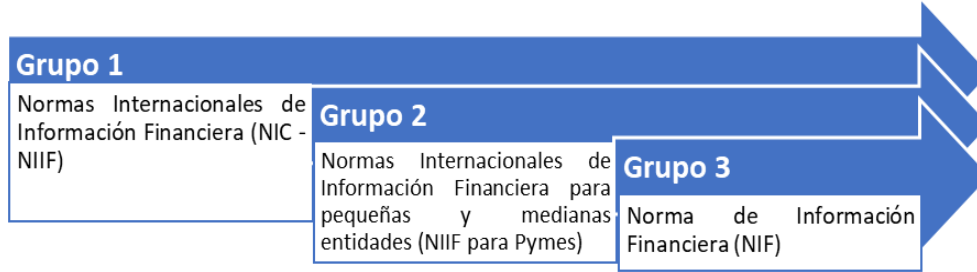 Grupo 1
Normas Internacionales de
Información Financiera (NIC -
NIIF)
Grupo 2
Normas Internacionales de
Información Financiera para
pequeñas y medianas
entidades (NIIF para Pymes)
Grupo 3
Norma de Información
Financiera (NIF)